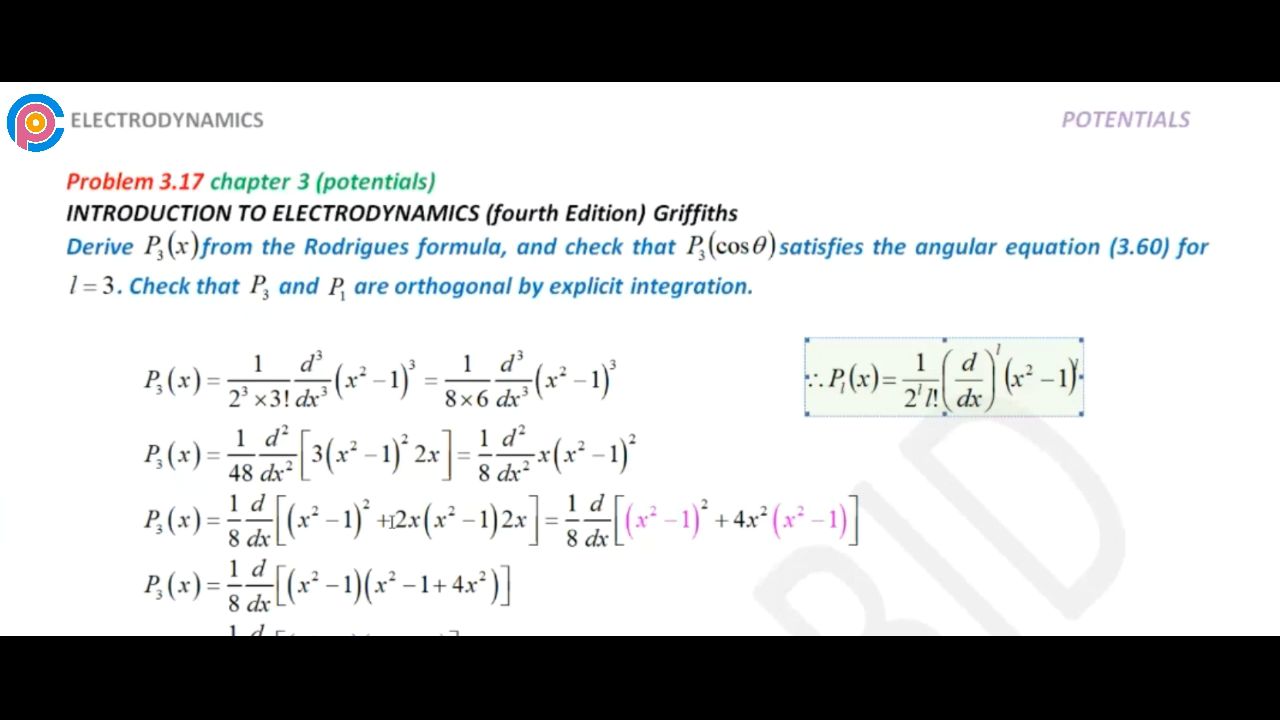 ELECTRODYNAMICS
POTENTIALS
Problem 3.17 chapter 3 (potentials)
INTRODUCTION TO ELECTRODYNAMICS (fourth Edition) Griffiths
Derive P₃(x) from the Rodrigues formula, and check that P₃(cosθ) satisfies the angular equation (3.60) for
l = 3. Check that P₃ and P₁ are orthogonal by explicit integration.
P₃(x) = 1/(2³ × 3!) d³/dx³ (x² − 1)³ = 1/(8 × 6) d³/dx³ (x² − 1)³
∴ Pₗ(x) = 1/(2ˡ l!) (d/dx)ˡ (x² − 1)ˡ
P₃(x) = 1/48 d²/dx² [3(x² − 1)² 2x] = 1/8 d²/dx² x(x² − 1)²
P₃(x) = 1/8 d/dx [(x² − 1)² + 2x(x² − 1)2x] = 1/8 d/dx [(x² − 1)² + 4x²(x² − 1)]
P₃(x) = 1/8 d/dx [(x² − 1)(x² − 1 + 4x²)]